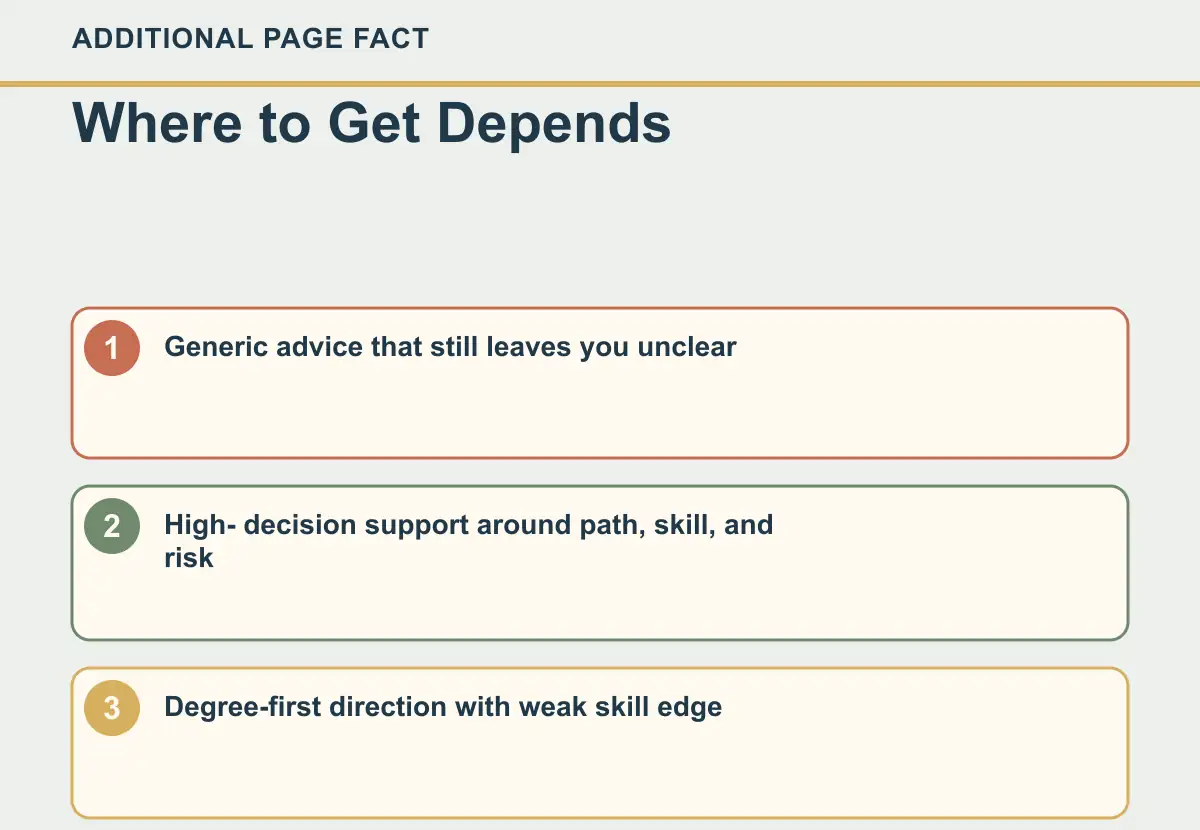 ADDITIONAL PAGE FACT
Where to Get Depends
1
Generic advice that still leaves you unclear
2
High- decision support around path, skill, and
risk
3
Degree-first direction with weak skill edge